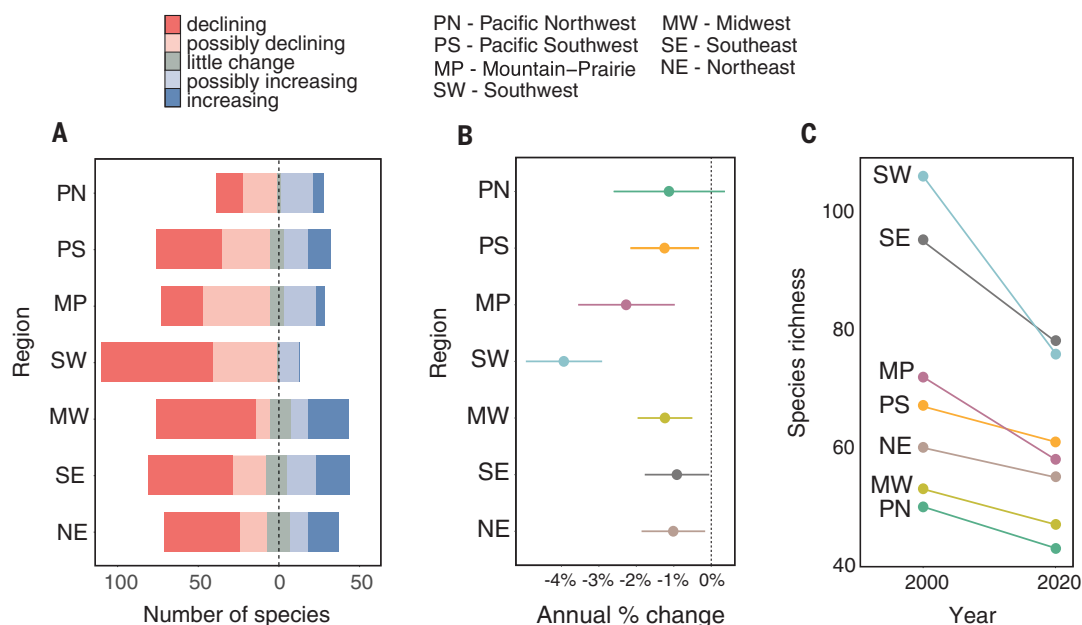 declining
possibly declining
little change
possibly increasing
increasing
PN - Pacific Northwest
PS - Pacific Southwest
MP - Mountain–Prairie
SW - Southwest
MW - Midwest
SE - Southeast
NE - Northeast
A
Region
PN
PS
MP
SW
MW
SE
NE
100 50 0 50
Number of species
B
Region
PN
PS
MP
SW
MW
SE
NE
-4% -3% -2% -1% 0%
Annual % change
C
Species richness
100
80
60
40
SW
SE
MP
PS
NE
MW
PN
2000 2020
Year